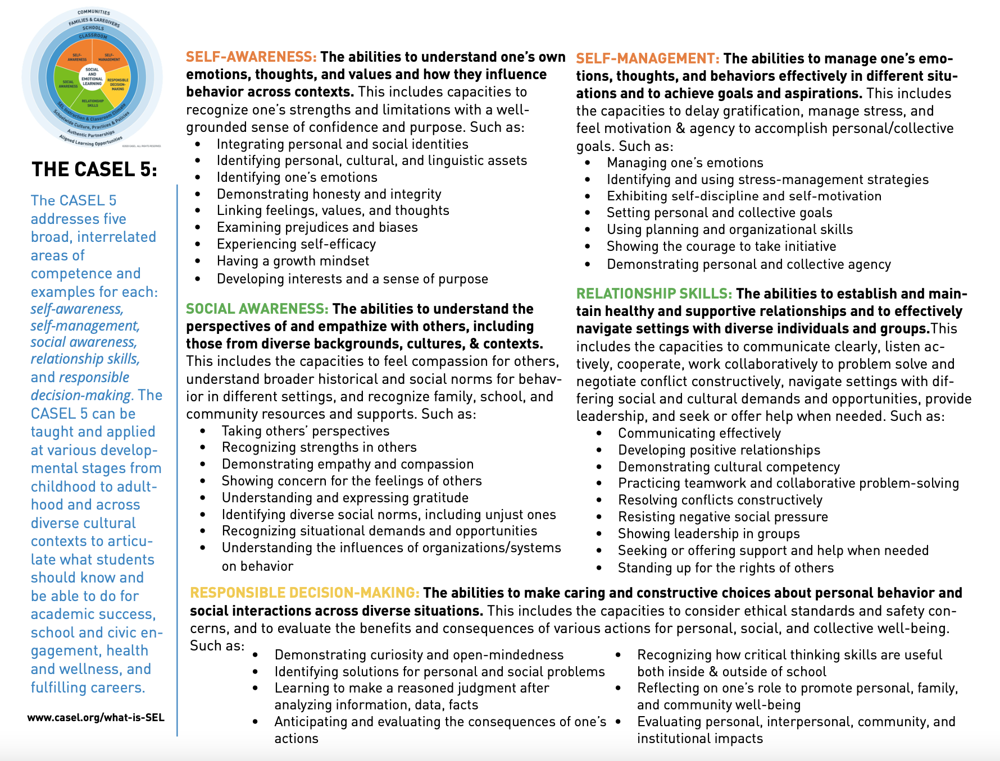 COMMUNITIES
FAMILIES & CAREGIVERS
SCHOOLS
CLASSROOM
SELF-
AWARENESS
SELF-
MANAGEMENT
SOCIAL
AND
EMOTIONAL
LEARNING
SOCIAL
AWARENESS
RESPONSIBLE
DECISION-
MAKING
RELATIONSHIP
SKILLS
SEL Instruction & Classroom Climate
Schoolwide Culture, Practices & Policies
Authentic Partnerships
Aligned Learning Opportunities
©2020 CASEL. ALL RIGHTS RESERVED.
THE CASEL 5:
The CASEL 5
addresses five
broad, interrelated
areas of
competence and
examples for each:
self-awareness,
self-management,
social awareness,
relationship skills,
and responsible
decision-making. The
CASEL 5 can be
taught and applied
at various develop-
mental stages from
childhood to adult-
hood and across
diverse cultural
contexts to articu-
late what students
should know and
be able to do for
academic success,
school and civic en-
gagement, health
and wellness, and
fulfilling careers.
www.casel.org/what-is-SEL
SELF-AWARENESS: The abilities to understand one's own
emotions, thoughts, and values and how they influence
behavior across contexts. This includes capacities to
recognize one's strengths and limitations with a well-
grounded sense of confidence and purpose. Such as:
• Integrating personal and social identities
• Identifying personal, cultural, and linguistic assets
• Identifying one's emotions
• Demonstrating honesty and integrity
• Linking feelings, values, and thoughts
• Examining prejudices and biases
• Experiencing self-efficacy
• Having a growth mindset
• Developing interests and a sense of purpose
SELF-MANAGEMENT: The abilities to manage one's emo-
tions, thoughts, and behaviors effectively in different situ-
ations and to achieve goals and aspirations. This includes
the capacities to delay gratification, manage stress, and
feel motivation & agency to accomplish personal/collective
goals. Such as:
• Managing one's emotions
• Identifying and using stress-management strategies
• Exhibiting self-discipline and self-motivation
• Setting personal and collective goals
• Using planning and organizational skills
• Showing the courage to take initiative
• Demonstrating personal and collective agency
SOCIAL AWARENESS: The abilities to understand the
perspectives of and empathize with others, including
those from diverse backgrounds, cultures, & contexts.
This includes the capacities to feel compassion for others,
understand broader historical and social norms for behav-
ior in different settings, and recognize family, school, and
community resources and supports. Such as:
• Taking others' perspectives
• Recognizing strengths in others
• Demonstrating empathy and compassion
• Showing concern for the feelings of others
• Understanding and expressing gratitude
• Identifying diverse social norms, including unjust ones
• Recognizing situational demands and opportunities
• Understanding the influences of organizations/systems
on behavior
RELATIONSHIP SKILLS: The abilities to establish and main-
tain healthy and supportive relationships and to effectively
navigate settings with diverse individuals and groups.This
includes the capacities to communicate clearly, listen ac-
tively, cooperate, work collaboratively to problem solve and
negotiate conflict constructively, navigate settings with dif-
fering social and cultural demands and opportunities, provide
leadership, and seek or offer help when needed. Such as:
• Communicating effectively
• Developing positive relationships
• Demonstrating cultural competency
• Practicing teamwork and collaborative problem-solving
• Resolving conflicts constructively
• Resisting negative social pressure
• Showing leadership in groups
• Seeking or offering support and help when needed
• Standing up for the rights of others
RESPONSIBLE DECISION-MAKING: The abilities to make caring and constructive choices about personal behavior and
social interactions across diverse situations. This includes the capacities to consider ethical standards and safety con-
cerns, and to evaluate the benefits and consequences of various actions for personal, social, and collective well-being.
Such as:
• Demonstrating curiosity and open-mindedness
• Identifying solutions for personal and social problems
• Learning to make a reasoned judgment after
analyzing information, data, facts
• Anticipating and evaluating the consequences of one's
actions
• Recognizing how critical thinking skills are useful
both inside & outside of school
• Reflecting on one's role to promote personal, family,
and community well-being
• Evaluating personal, interpersonal, community, and
institutional impacts